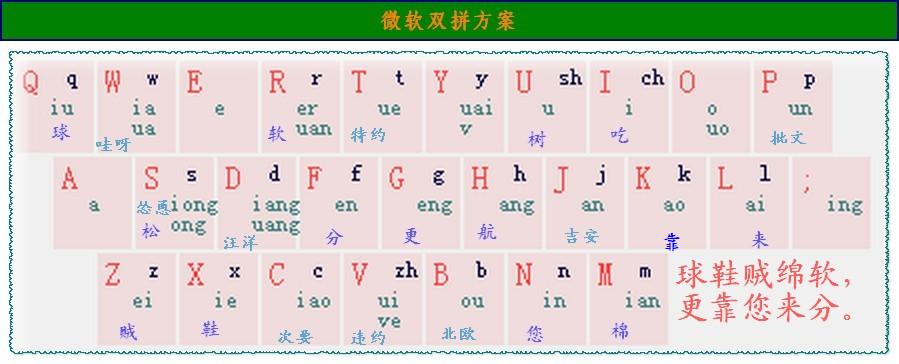 微软双拼方案
Q q W w E R r T t Y y U sh I ch O P p
iu ia e er ue uai u i o un
ua uan v uo
球 哇呀 软 特约 树 吃 批文
A S s D d F f G g H h J j K k L l ;
a iong iang en eng ang an ao ai ing
怂恿 ong uang
松 汪洋 分 更 航 吉安 靠 来
Z z X x C c V zh B b N n M m
ei ie iao ui ou in ian
ve
贼 鞋 次要 违约 北欧 您 棉
球鞋贼绵软，
更靠您来分。